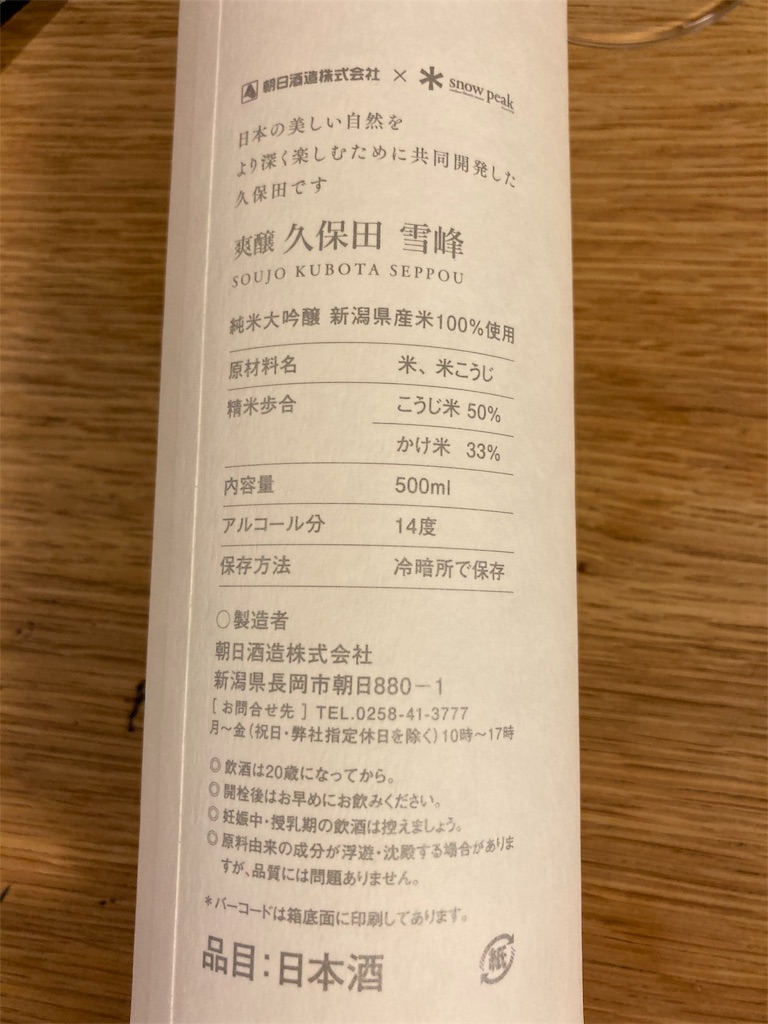 朝日酒造株式会社 × snow peak
日本の美しい自然を
より深く楽しむために共同開発した
久保田です
爽醸 久保田 雪峰
SOUJO KUBOTA SEPPOU
純米大吟醸 新潟県産米100%使用
原材料名 米、米こうじ
精米歩合 こうじ米 50%
かけ米 33%
内容量 500ml
アルコール分 14度
保存方法 冷暗所で保存
○製造者
朝日酒造株式会社
新潟県長岡市朝日880-1
[お問合せ先] TEL.0258-41-3777
月～金(祝日・弊社指定休日を除く)10時～17時
◎飲酒は20歳になってから。
◎開栓後はお早めにお飲みください。
◎妊娠中・授乳期の飲酒は控えましょう。
◎原料由来の成分が浮遊・沈殿する場合がありま
すが、品質には問題ありません。
*バーコードは箱底面に印刷してあります。
品目：日本酒
紙